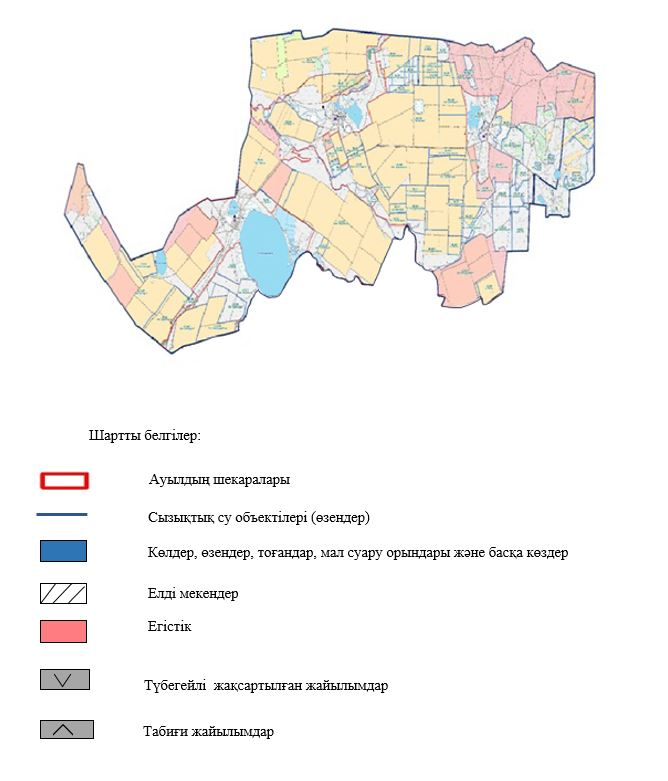 Шартты белгілер:
Ауылдың шекаралары
Сызықтық су объектілері (өзендер)
Көлдер, өзендер, тоғандар, мал суару орындары және басқа көздер
Елді мекендер
Егістік
Түбегейлі жақсартылған жайылымдар
Табиғи жайылымдар